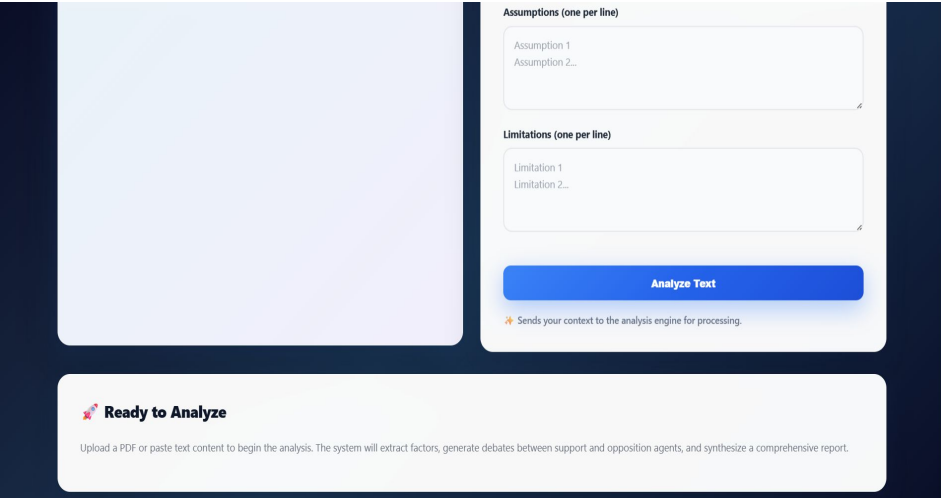 Assumptions (one per line)
Assumption 1
Assumption 2...
Limitations (one per line)
Limitation 1
Limitation 2...
Analyze Text
✨ Sends your context to the analysis engine for processing.
🚀 Ready to Analyze
Upload a PDF or paste text content to begin the analysis. The system will extract factors, generate debates between support and opposition agents, and synthesize a comprehensive report.